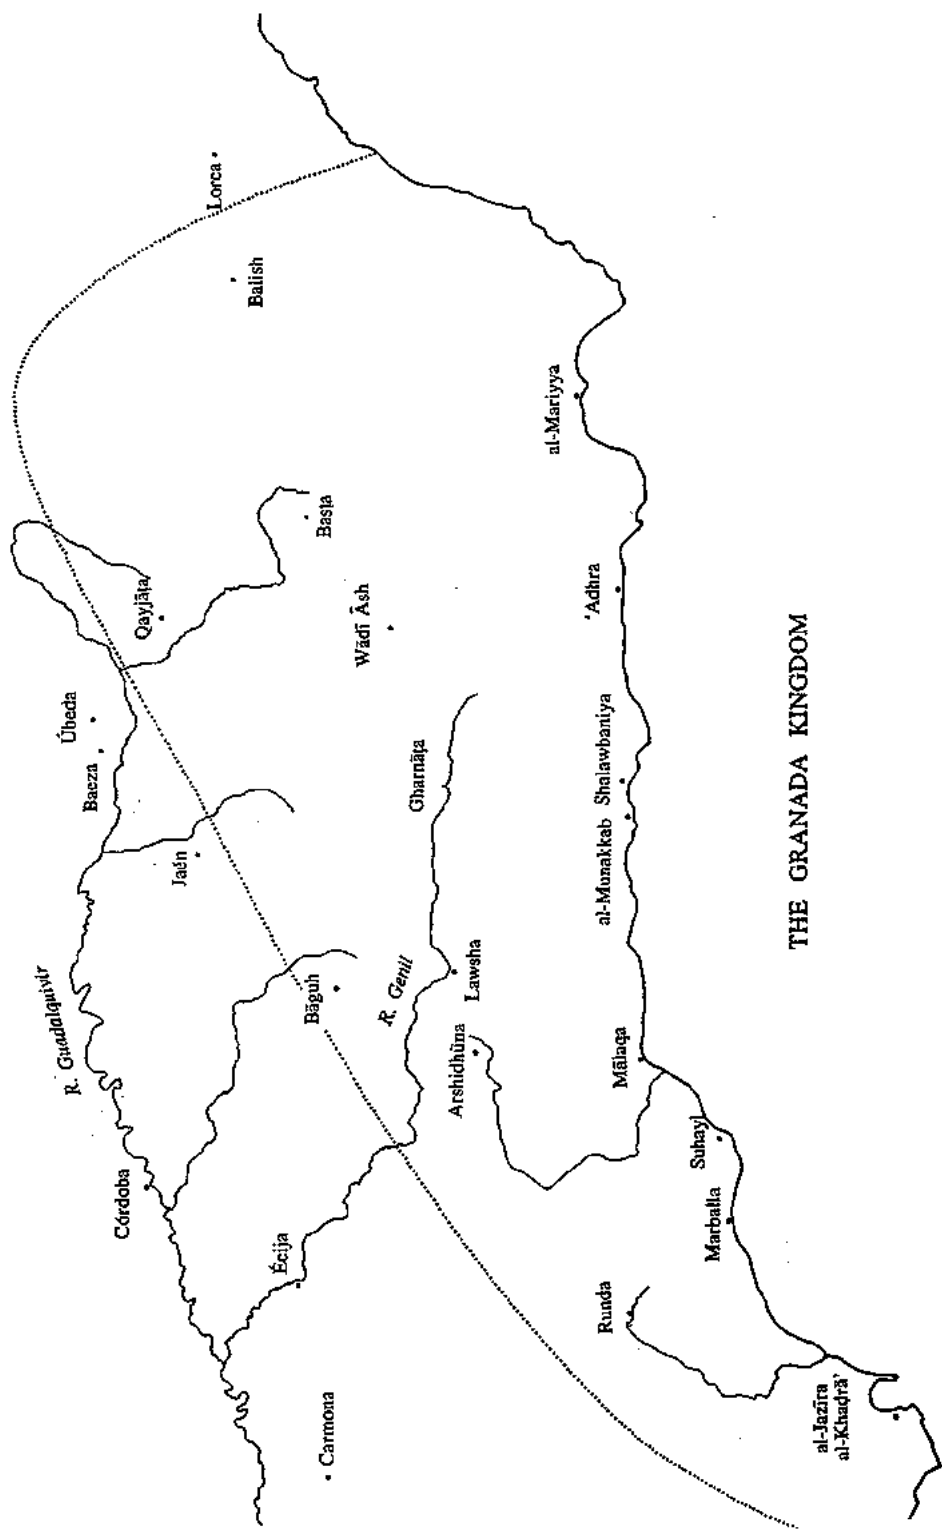 Lorca
Balish
al-Mariyya
Basṭa
Qayjāṭa
Wādī Āsh
'Adhra
Úbeda
Baeza
Jaén
Gharnāṭa
al-Munakkab
Shalawbaniya
R. Guadalquivir
Bāguh
R. Genil
Lawsha
Arshidhūna
Mālaqa
Córdoba
Écija
Suhayl
Marballa
Runda
Carmona
al-Jazīra
al-Khaḍrā'
THE GRANADA KINGDOM